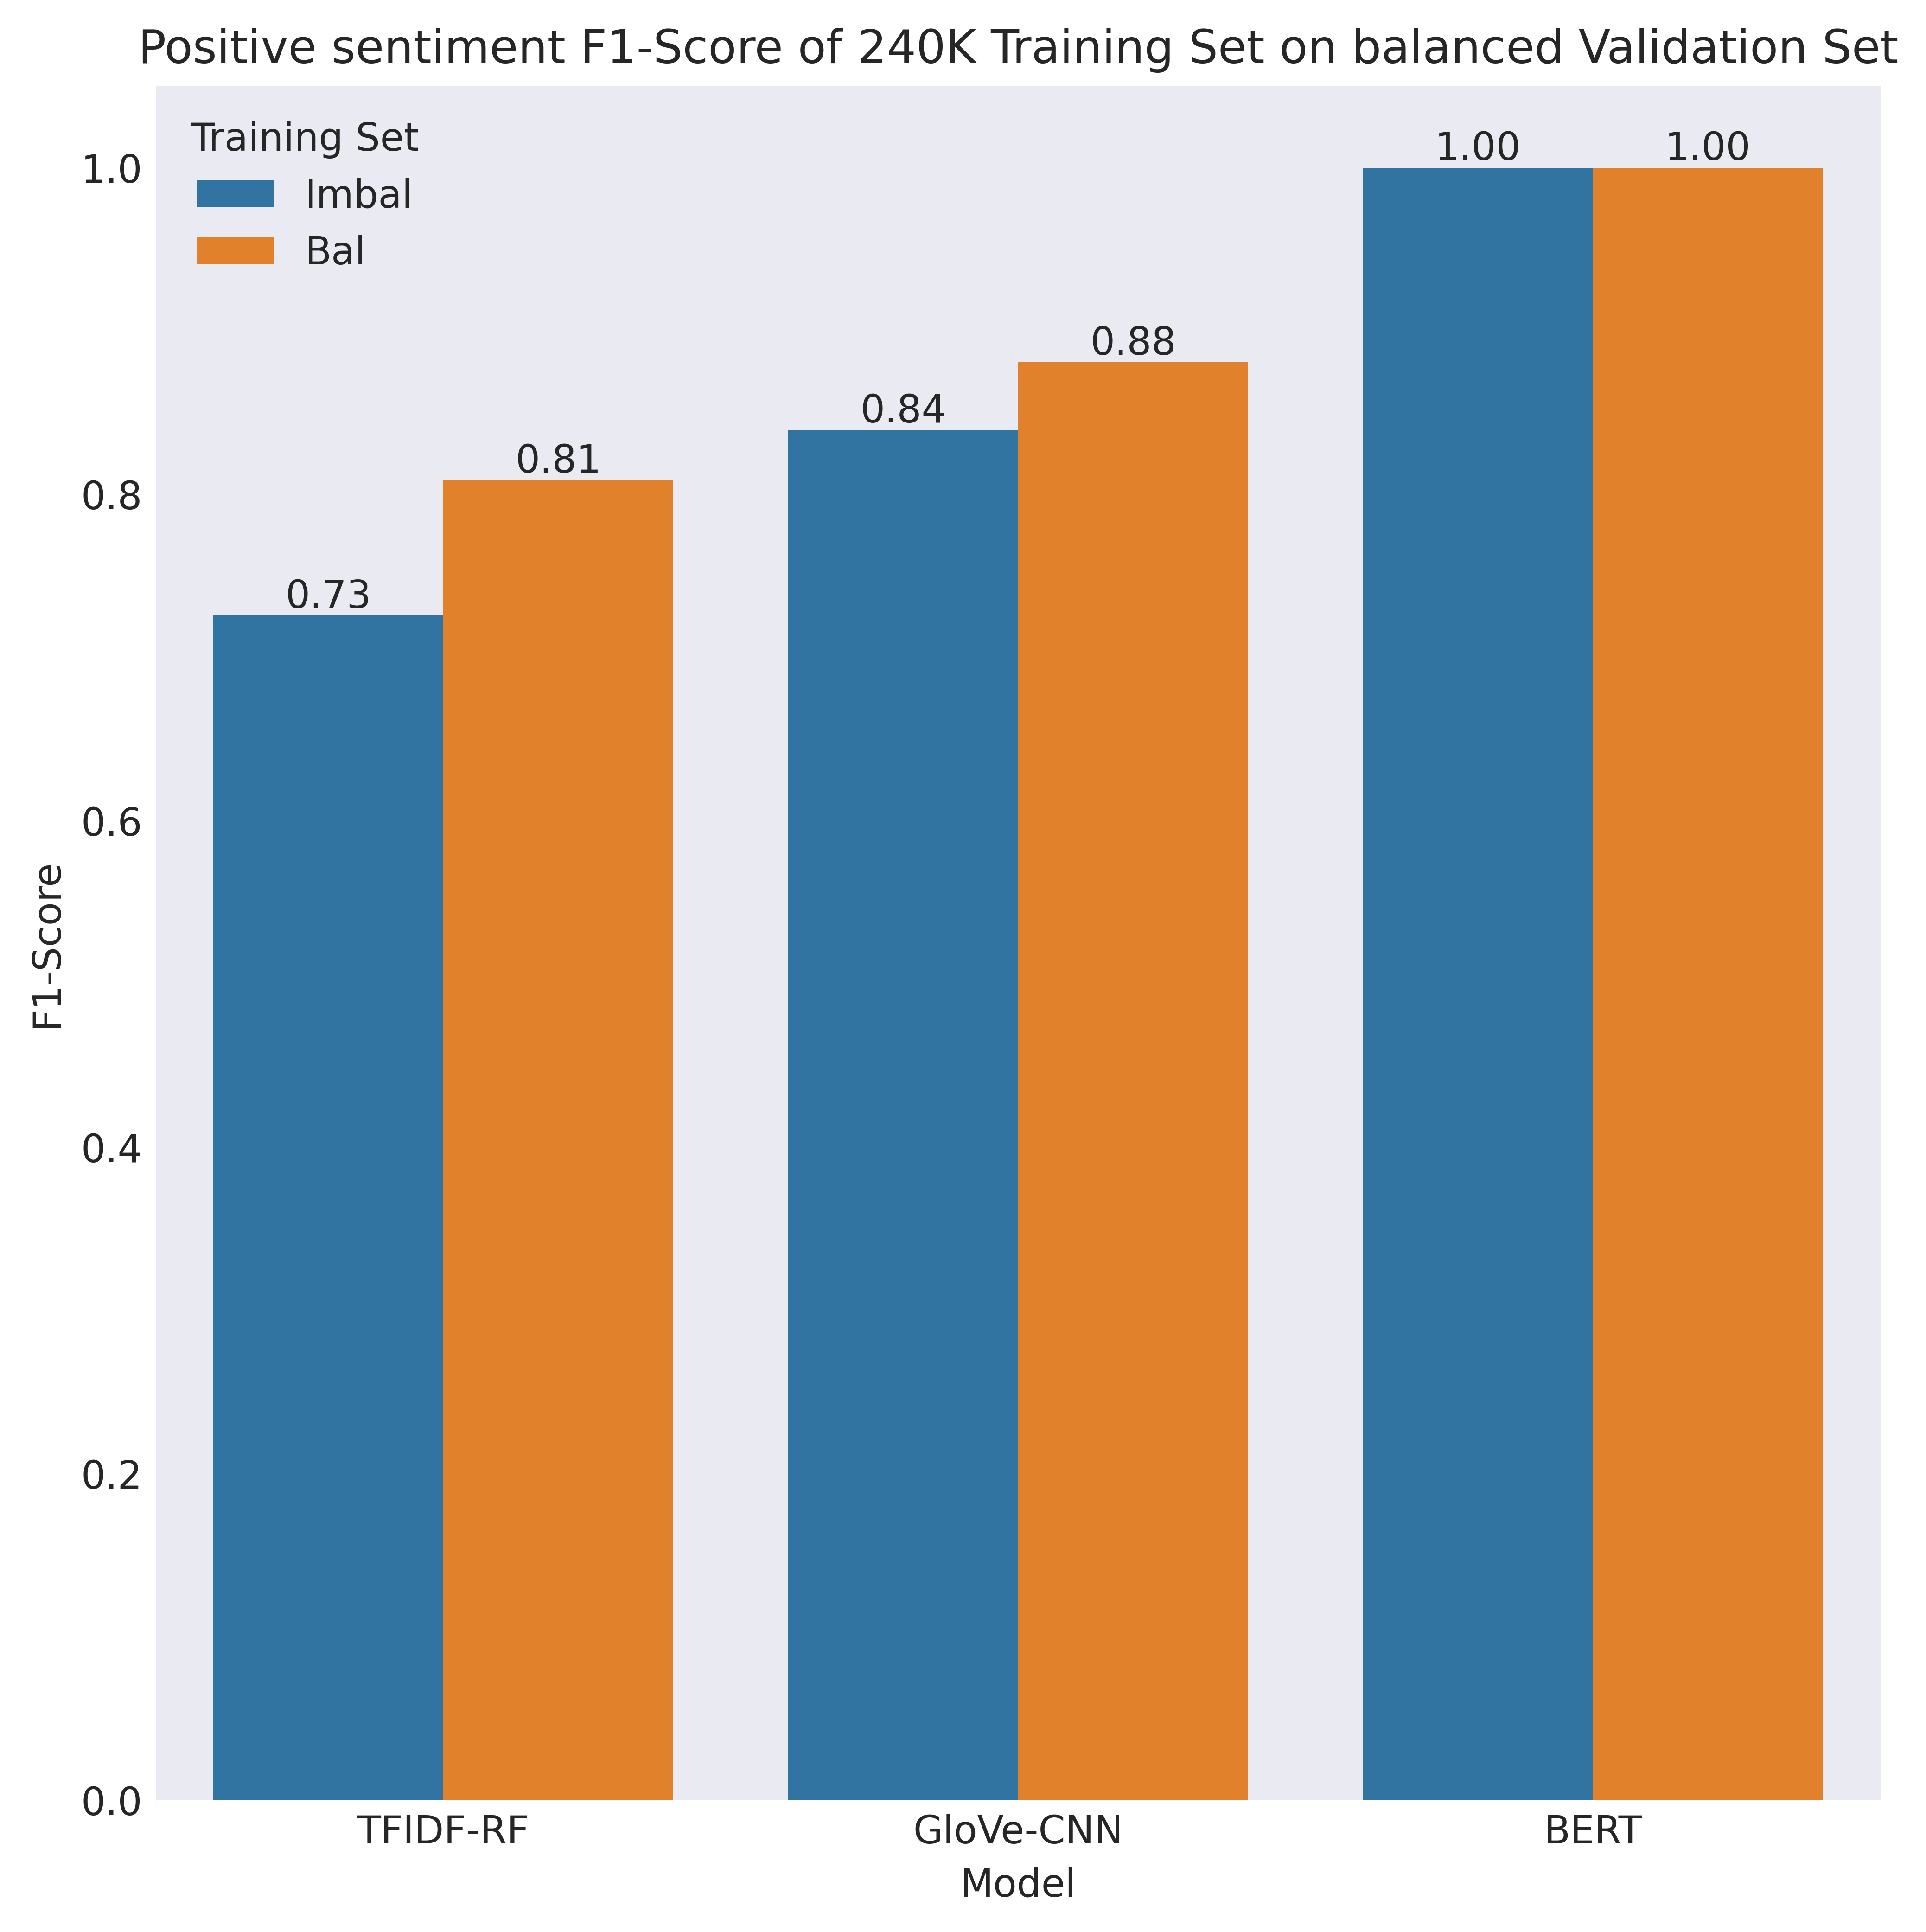 Positive sentiment F1-Score of 240K Training Set on balanced Validation Set
Training Set
Imbal
Bal
1.0
0.8
0.6
0.4
0.2
0.0
F1-Score
0.73
0.81
0.84
0.88
1.00
1.00
TFIDF-RF
GloVe-CNN
BERT
Model